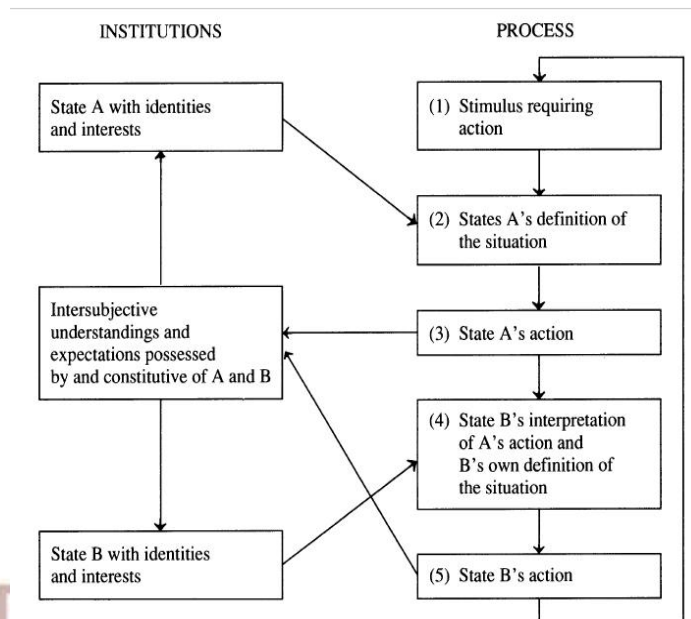 INSTITUTIONS
PROCESS
State A with identities
and interests
(1) Stimulus requiring
action
(2) States A's definition of
the situation
Intersubjective
understandings and
expectations possessed
by and constitutive of A and B
(3) State A's action
(4) State B's interpretation
of A's action and
B's own definition of
the situation
State B with identities
and interests
(5) State B's action